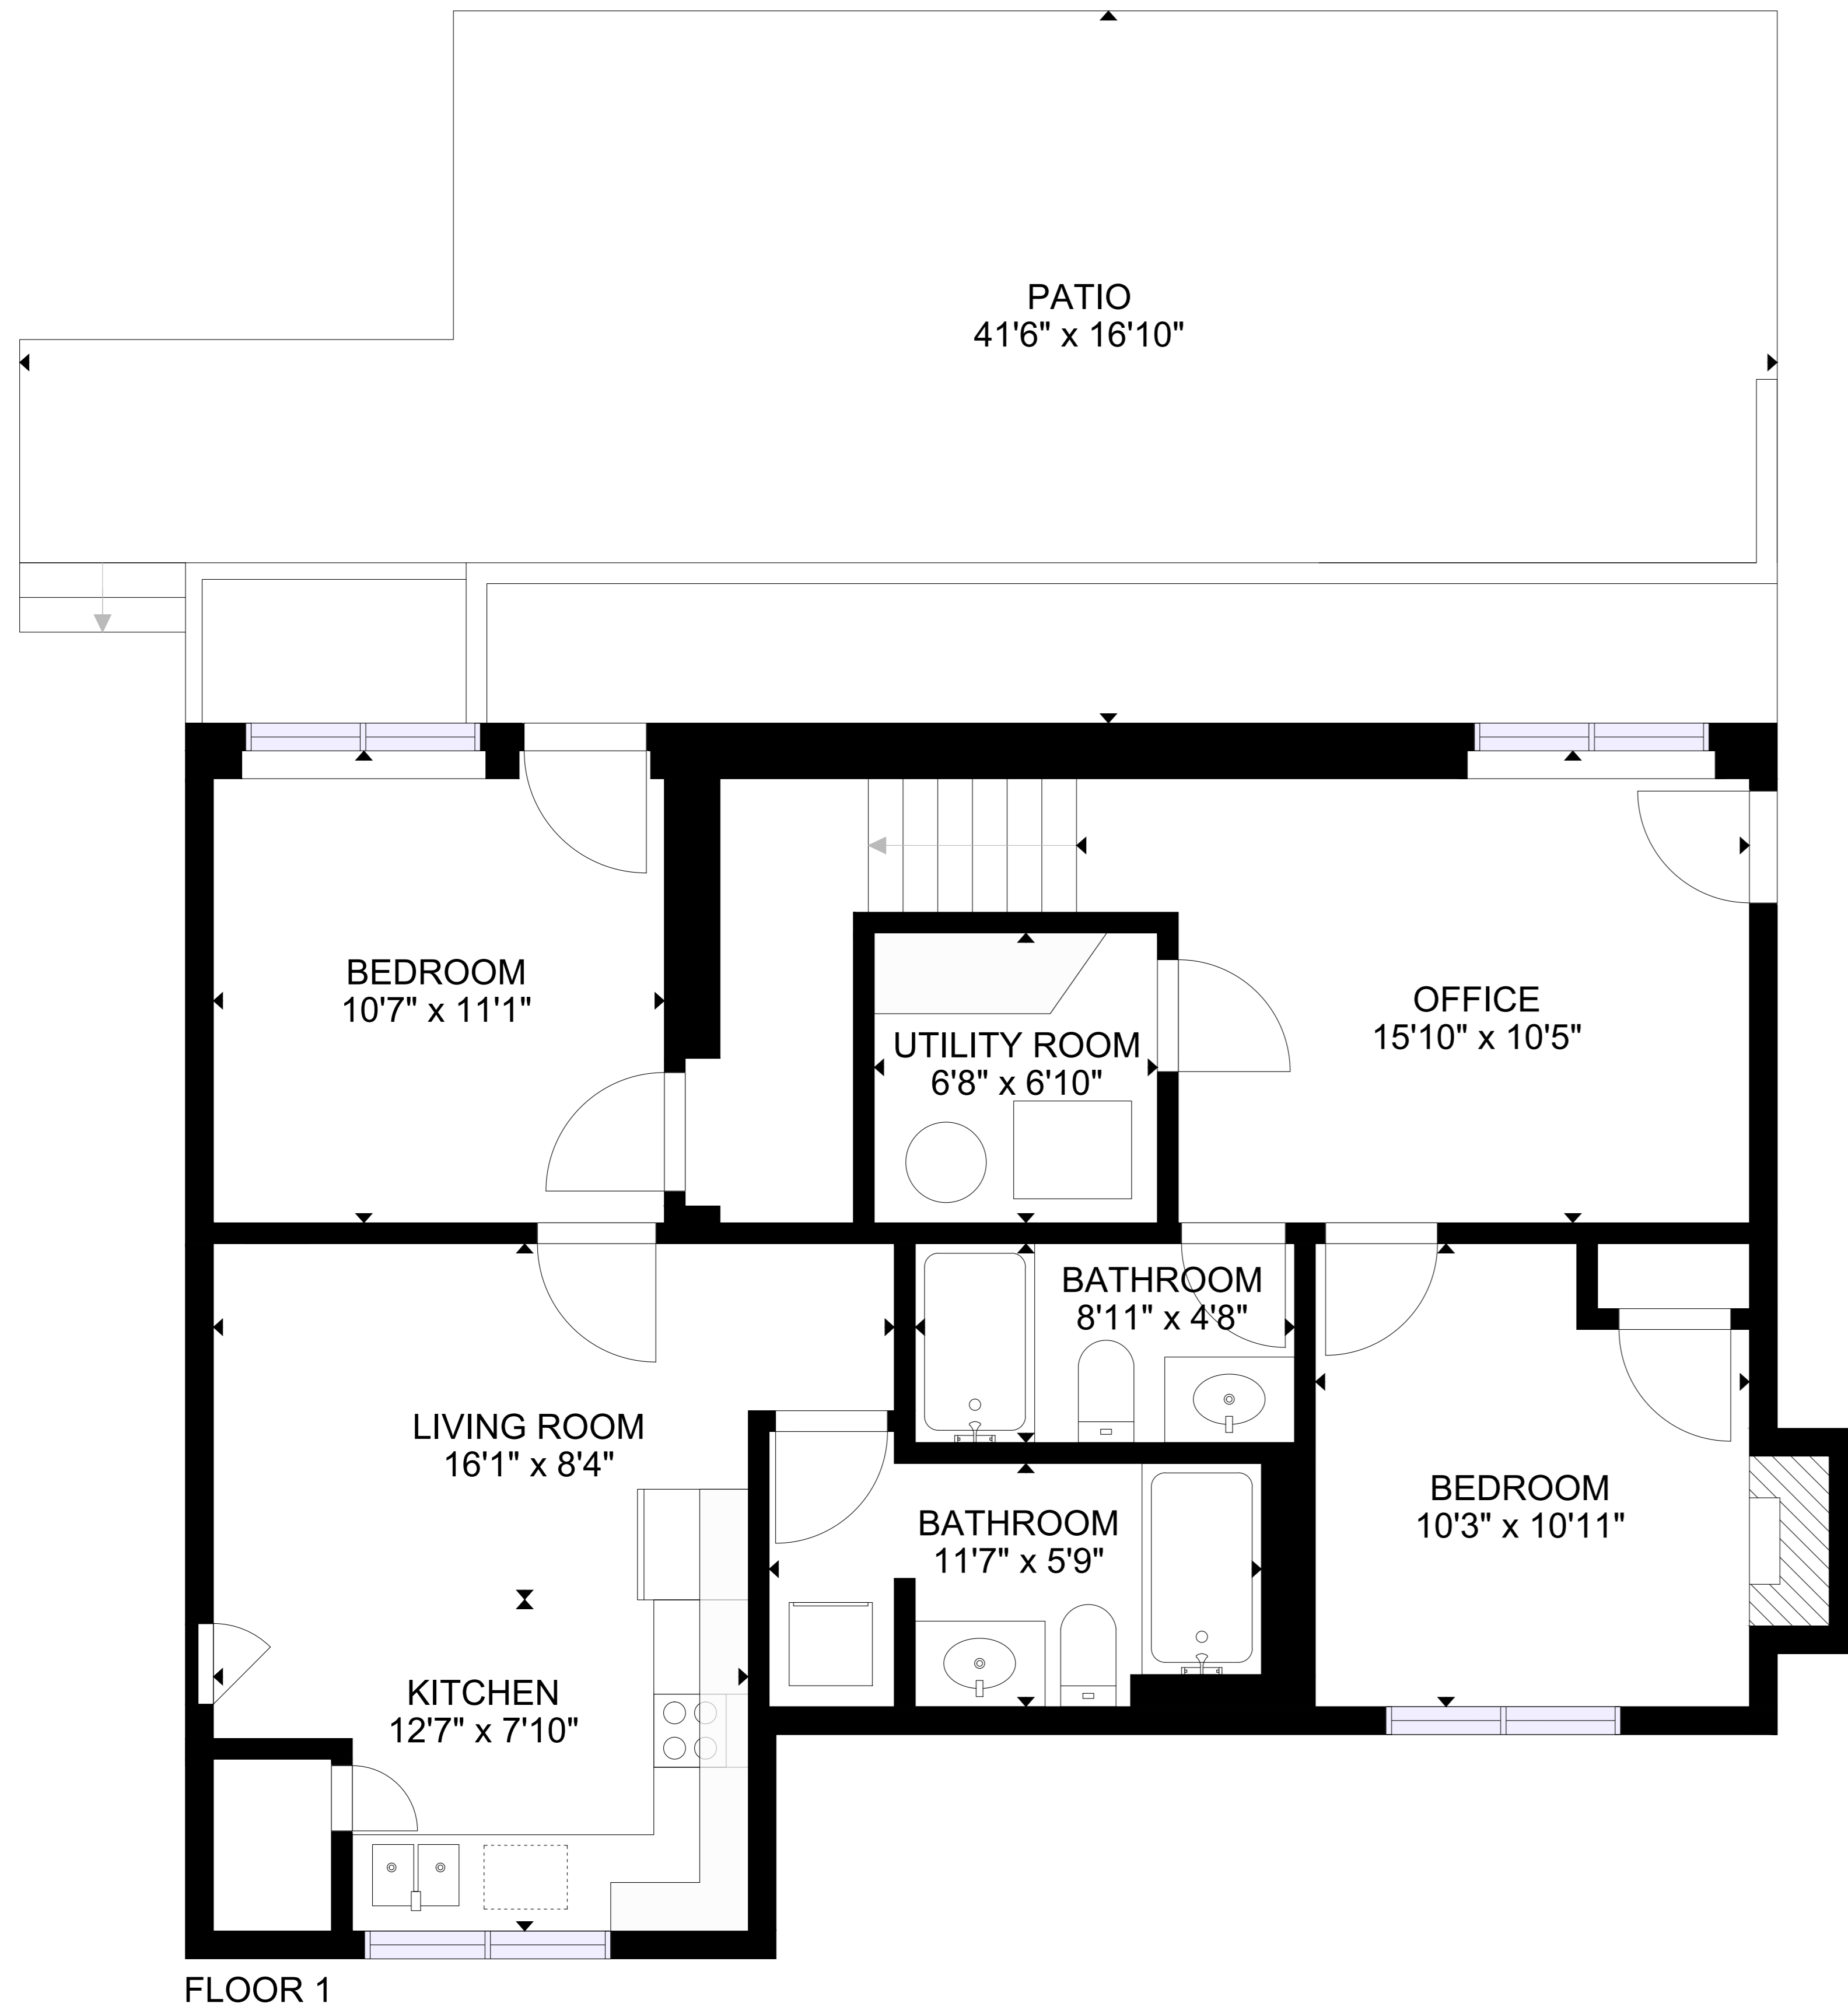 PATIO
41'6" x 16'10"
BEDROOM
10'7" x 11'1"
OFFICE
15'10" x 10'5"
UTILITY ROOM
6'8" x 6'10"
BATHROOM
8'11" x 4'8"
LIVING ROOM
16'1" x 8'4"
BEDROOM
10'3" x 10'11"
BATHROOM
11'7" x 5'9"
KITCHEN
12'7" x 7'10"
FLOOR 1